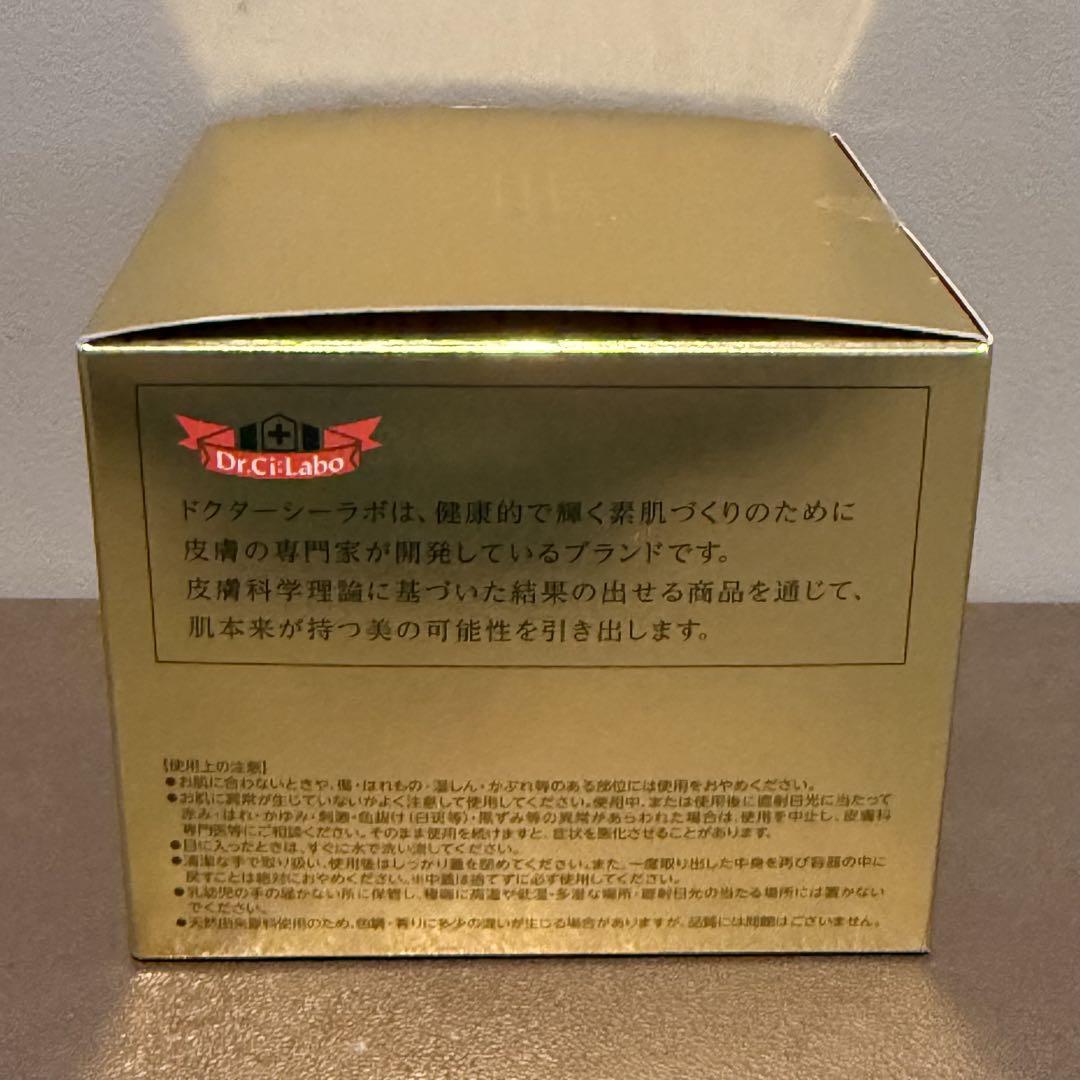 Dr.Ci:Labo
ドクターシーラボは、健康的で輝く素肌づくりのために
皮膚の専門家が開発しているブランドです。
皮膚科学理論に基づいた結果の出せる商品を通じて、
肌本来が持つ美の可能性を引き出します。
【使用上の注意】
●お肌に合わないときや、傷・はれもの・湿しん・かぶれ等のある部位には使用をおやめください。
●お肌に異常が生じていないかよく注意して使用してください。使用中、または使用後に直射日光に当たって
赤み・はれ・かゆみ・刺激・色抜け(白斑等)・黒ずみ等の異常があらわれた場合は、使用を中止し、皮膚科
専門医等にご相談ください。そのまま使用を続けますと、症状を悪化させることがあります。
●目に入ったときは、すぐに水で洗い流してください。
●清潔な手で取り扱い、使用後はしっかり蓋を閉めてください。また、一度取り出した中身を再び容器の中に
戻すことは絶対におやめください。※中蓋は捨てずに必ず使用してください。
●乳幼児の手の届かない所に保管し、極端に高温や低温・多湿な場所・直射日光の当たる場所には置かない
でください。
●天然由来原料使用のため、色調・香りに多少の違いが生じる場合がありますが、品質には問題はございません。